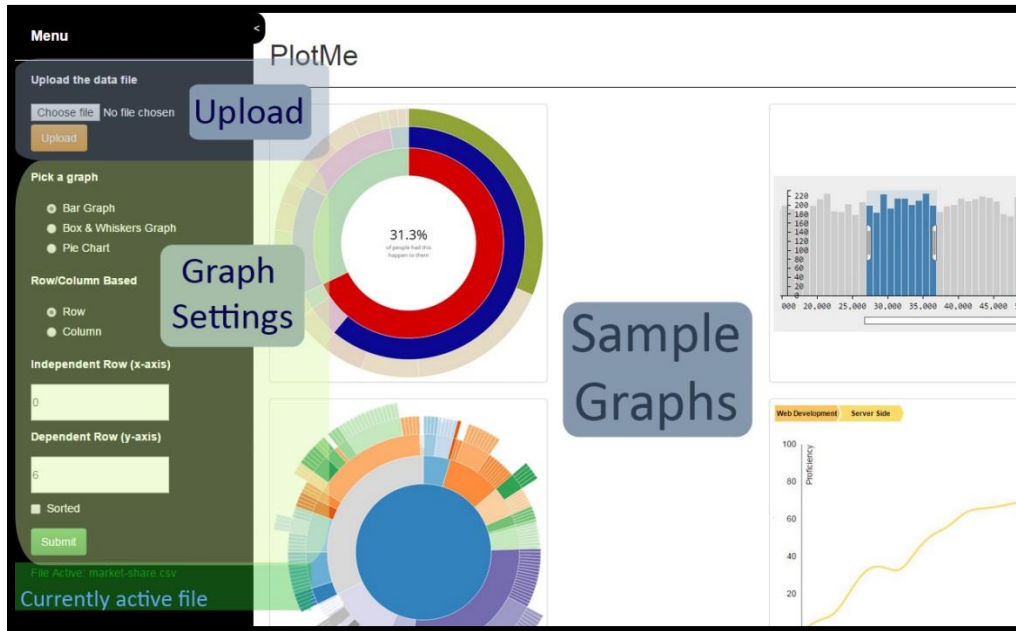 Menu
<
PlotMe
Upload the data file
Choose file No file chosen
Upload
Upload
Pick a graph
Bar Graph
Box & Whiskers Graph
Pie Chart
Graph
Settings
Row/Column Based
Row
Column
Independent Row (x-axis)
0
Dependent Row (y-axis)
6
Sorted
Submit
File Active: market-share.csv
Currently active file
31.3%
of people had this
happen to them
Sample
Graphs
220
200
180
160
140
120
100
80
60
40
20
0
000 20,000 25,000 30,000 35,000 40,000 45,000
Web Development Server Side
Proficiency
100
80
60
40
20